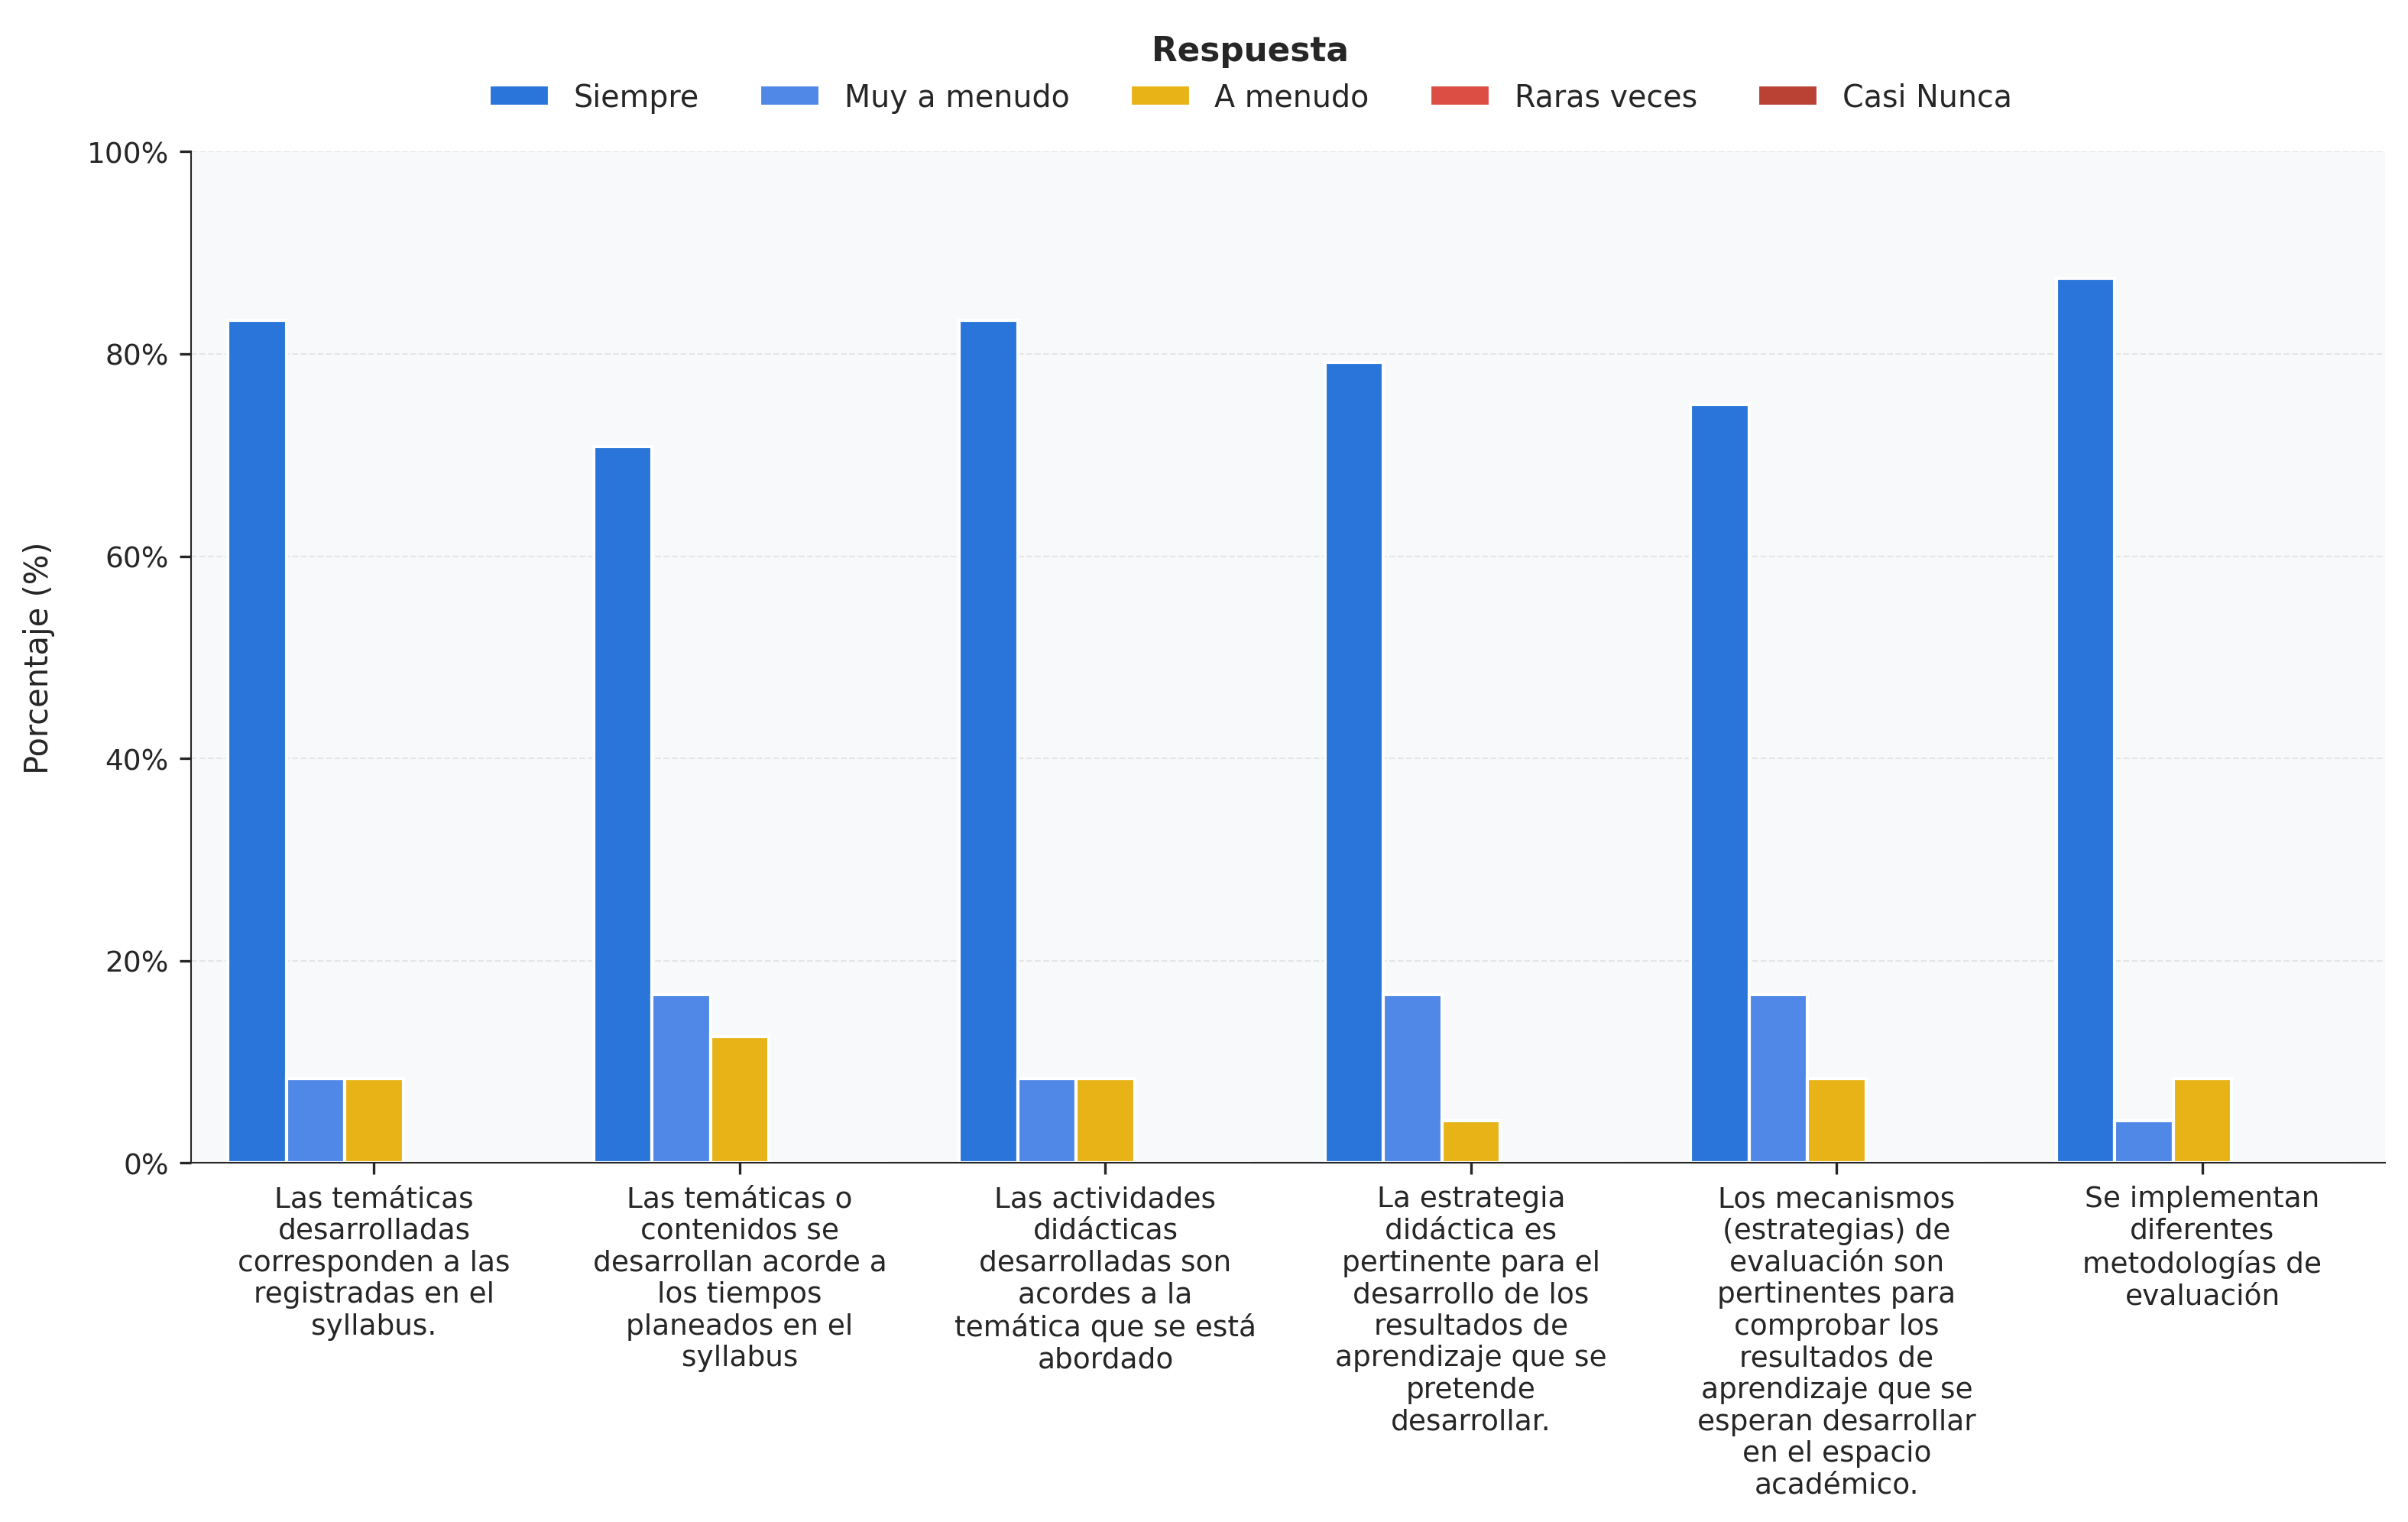 Respuesta
Siempre
Muy a menudo
A menudo
Raras veces
Casi Nunca
Porcentaje (%)
100%
80%
60%
40%
20%
0%
Las temáticas
desarrolladas
corresponden a las
registradas en el
syllabus.
Las temáticas o
contenidos se
desarrollan acorde a
los tiempos
planeados en el
syllabus
Las actividades
didácticas
desarrolladas son
acordes a la
temática que se está
abordado
La estrategia
didáctica es
pertinente para el
desarrollo de los
resultados de
aprendizaje que se
pretende
desarrollar.
Los mecanismos
(estrategias) de
evaluación son
pertinentes para
comprobar los
resultados de
aprendizaje que se
esperan desarrollar
en el espacio
académico.
Se implementan
diferentes
metodologías de
evaluación